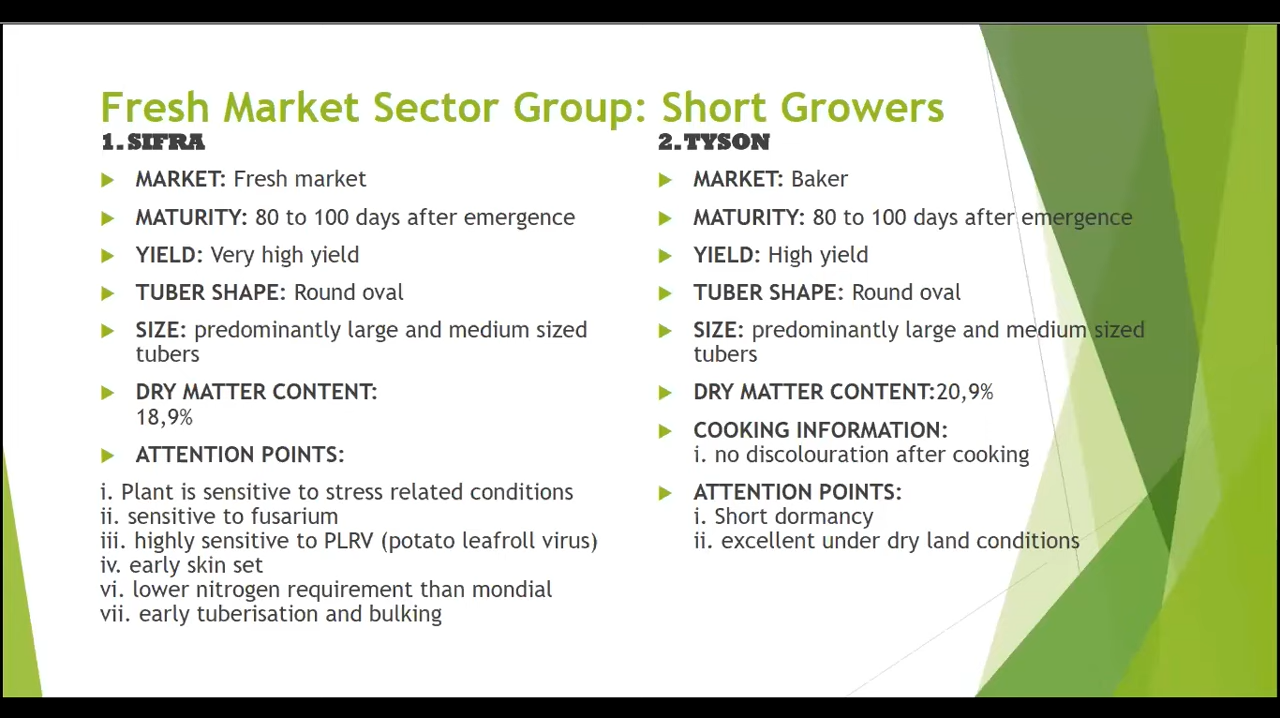 Fresh Market Sector Group: Short Growers
1. SIFRA
MARKET: Fresh market
MATURITY: 80 to 100 days after emergence
YIELD: Very high yield
TUBER SHAPE: Round oval
SIZE: predominantly large and medium sized
tubers
DRY MATTER CONTENT:
18,9%
ATTENTION POINTS:
i. Plant is sensitive to stress related conditions
ii. sensitive to fusarium
iii. highly sensitive to PLRV (potato leafroll virus)
iv. early skin set
vi. lower nitrogen requirement than mondial
vii. early tuberisation and bulking
2. TYSON
MARKET: Baker
MATURITY: 80 to 100 days after emergence
YIELD: High yield
TUBER SHAPE: Round oval
SIZE: predominantly large and medium sized
tubers
DRY MATTER CONTENT:20,9%
COOKING INFORMATION:
i. no discolouration after cooking
ATTENTION POINTS:
i. Short dormancy
ii. excellent under dry land conditions